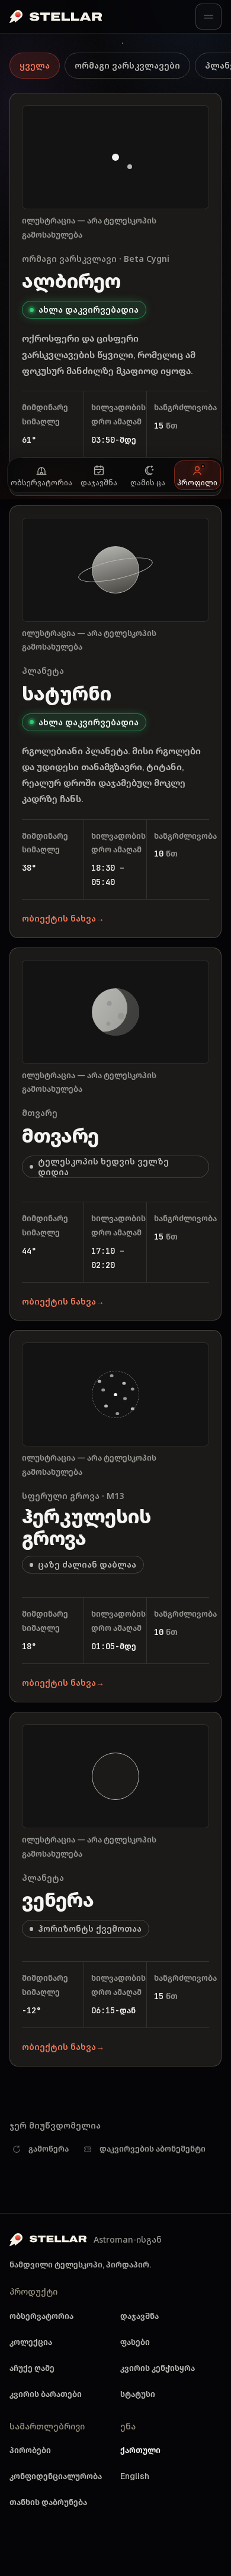 STELLAR
ყველა
ორმაგი ვარსკვლავები
ილუსტრაცია — არა ტელესკოპის
გამოსახულება
ორმაგი ვარსკვლავი · Beta Cygni
ალბირეო
ახლა დაკვირვებადია
ოქროსფერი და ცისფერი
ვარსკვლავების წყვილი, რომელიც ამ
ფოკუსურ მანძილზე მკაფიოდ იყოფა.
მიმდინარე სიმაღლე
61°
ხილვადობის დრო ამაღამ
03:50-მდე
ხანგრძლივობა
15 წთ
ობსერვატორია
დაჯავშნა
ღამის ცა
პროფილი
ილუსტრაცია — არა ტელესკოპის
გამოსახულება
პლანეტა
სატურნი
ახლა დაკვირვებადია
რგოლებიანი პლანეტა. მისი რგოლები
და უდიდესი თანამგზავრი, ტიტანი,
რეალურ დროში დაჯამებულ მოკლე
კადრზე ჩანს.
მიმდინარე სიმაღლე
38°
ხილვადობის დრო ამაღამ
18:30 –
05:40
ხანგრძლივობა
10 წთ
ობიექტის ნახვა→
ილუსტრაცია — არა ტელესკოპის
გამოსახულება
მთვარე
მთვარე
ტელესკოპის ხედვის ველზე
დიდია
მიმდინარე სიმაღლე
44°
ხილვადობის დრო ამაღამ
17:10 –
02:20
ხანგრძლივობა
15 წთ
ობიექტის ნახვა→
ილუსტრაცია — არა ტელესკოპის
გამოსახულება
სფერული გროვა · M13
ჰერკულესის
გროვა
ცაზე ძალიან დაბლაა
მიმდინარე სიმაღლე
18°
ხილვადობის დრო ამაღამ
01:05-მდე
ხანგრძლივობა
10 წთ
ობიექტის ნახვა→
ილუსტრაცია — არა ტელესკოპის
გამოსახულება
პლანეტა
ვენერა
ჰორიზონტს ქვემოთაა
მიმდინარე სიმაღლე
-12°
ხილვადობის დრო ამაღამ
06:15-დან
ხანგრძლივობა
15 წთ
ობიექტის ნახვა→
ჯერ მიუწვდომელია
გამოწერა
დაკვირვების აბონემენტი
STELLAR Astroman-ისგან
ნამდვილი ტელესკოპი, პირდაპირ.
პროდუქტი
ობსერვატორია
დაჯავშნა
კოლექცია
ფასები
აჩუქე ღამე
კვირის კენჭისყრა
კვირის ბარათები
სტატუსი
სამართლებრივი
ენა
პირობები
ქართული
კონფიდენციალურობა
English
თანხის დაბრუნება